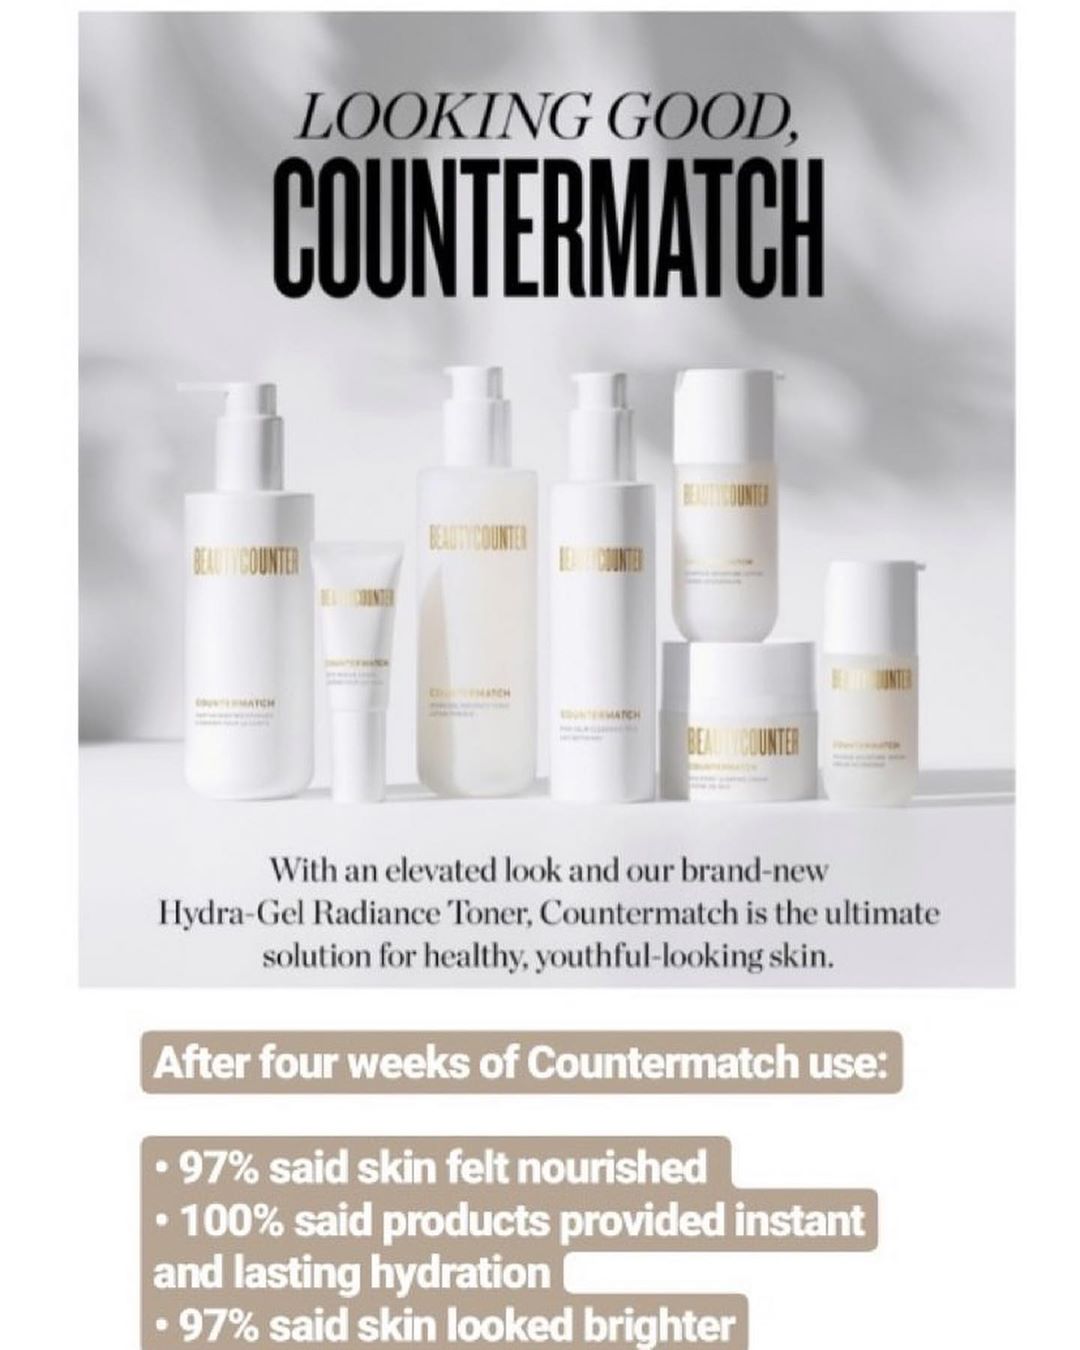 LOOKING GOOD,
COUNTERMATCH
BEAUTYCOUNTER
BEAUTYCOUNTER
BEAUTYCOUNTER
BEAUTYCOUNTER
BEAUTYCOUNTER
BEAUTYCOUNTER
BEAUTYCOUNTER
COUNTERMATCH
COUNTERMATCH
COUNTERMATCH
COUNTERMATCH
COUNTERMATCH
COUNTERMATCH
With an elevated look and our brand-new
Hydra-Gel Radiance Toner, Countermatch is the ultimate
solution for healthy, youthful-looking skin.
After four weeks of Countermatch use:
• 97% said skin felt nourished
• 100% said products provided instant
and lasting hydration
• 97% said skin looked brighter